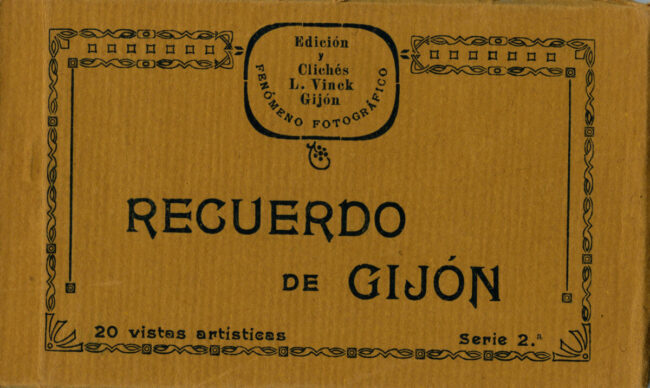 Edición
y
Clichés
L. Vinck
Gijón
FENÓMENO FOTOGRÁFICO
RECUERDO
DE GIJÓN
20 vistas artísticas
Serie 2.ª